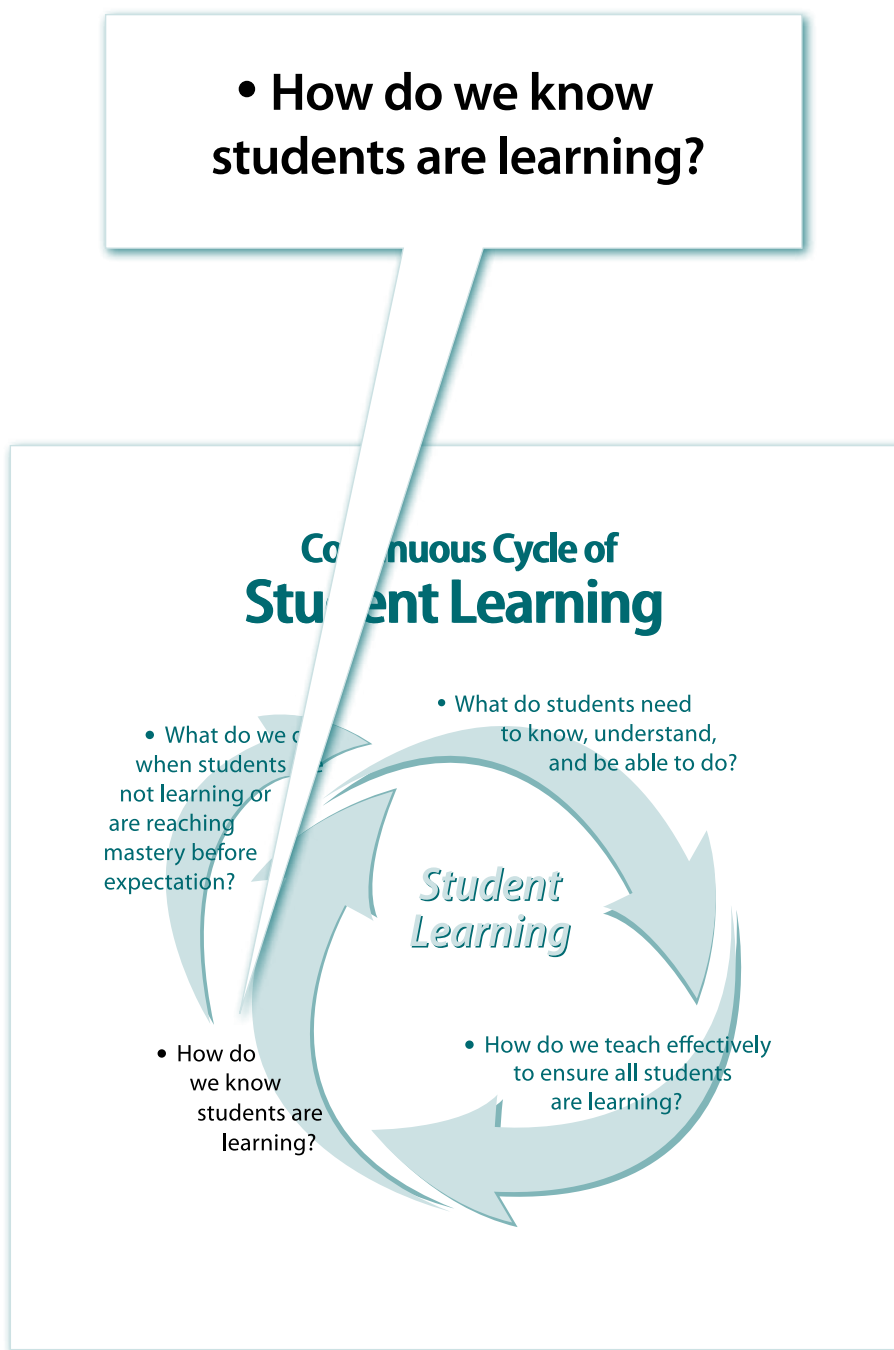 • How do we know
students are learning?
Co nuous Cycle of
Stu ent Learning
• What do students need
to know, understand,
and be able to do?
• What do we
when students
not learning or
are reaching
mastery before
expectation?
Student
Learning
• How do we teach effectively
to ensure all students
are learning?
• How do
we know
students are
learning?